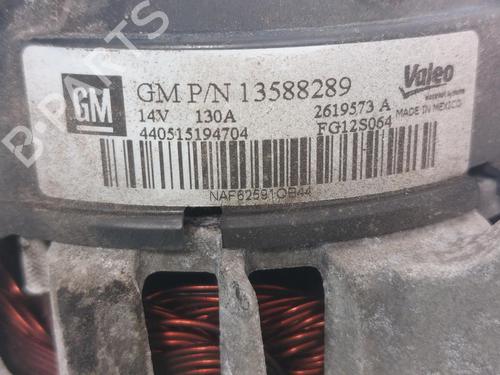 B-PARTS
GM
GM P/N 13588289
14V 130A 2619573 A
440515194704 FG12S064
Valeo
MADE IN MEXICO
NAF62591OB44